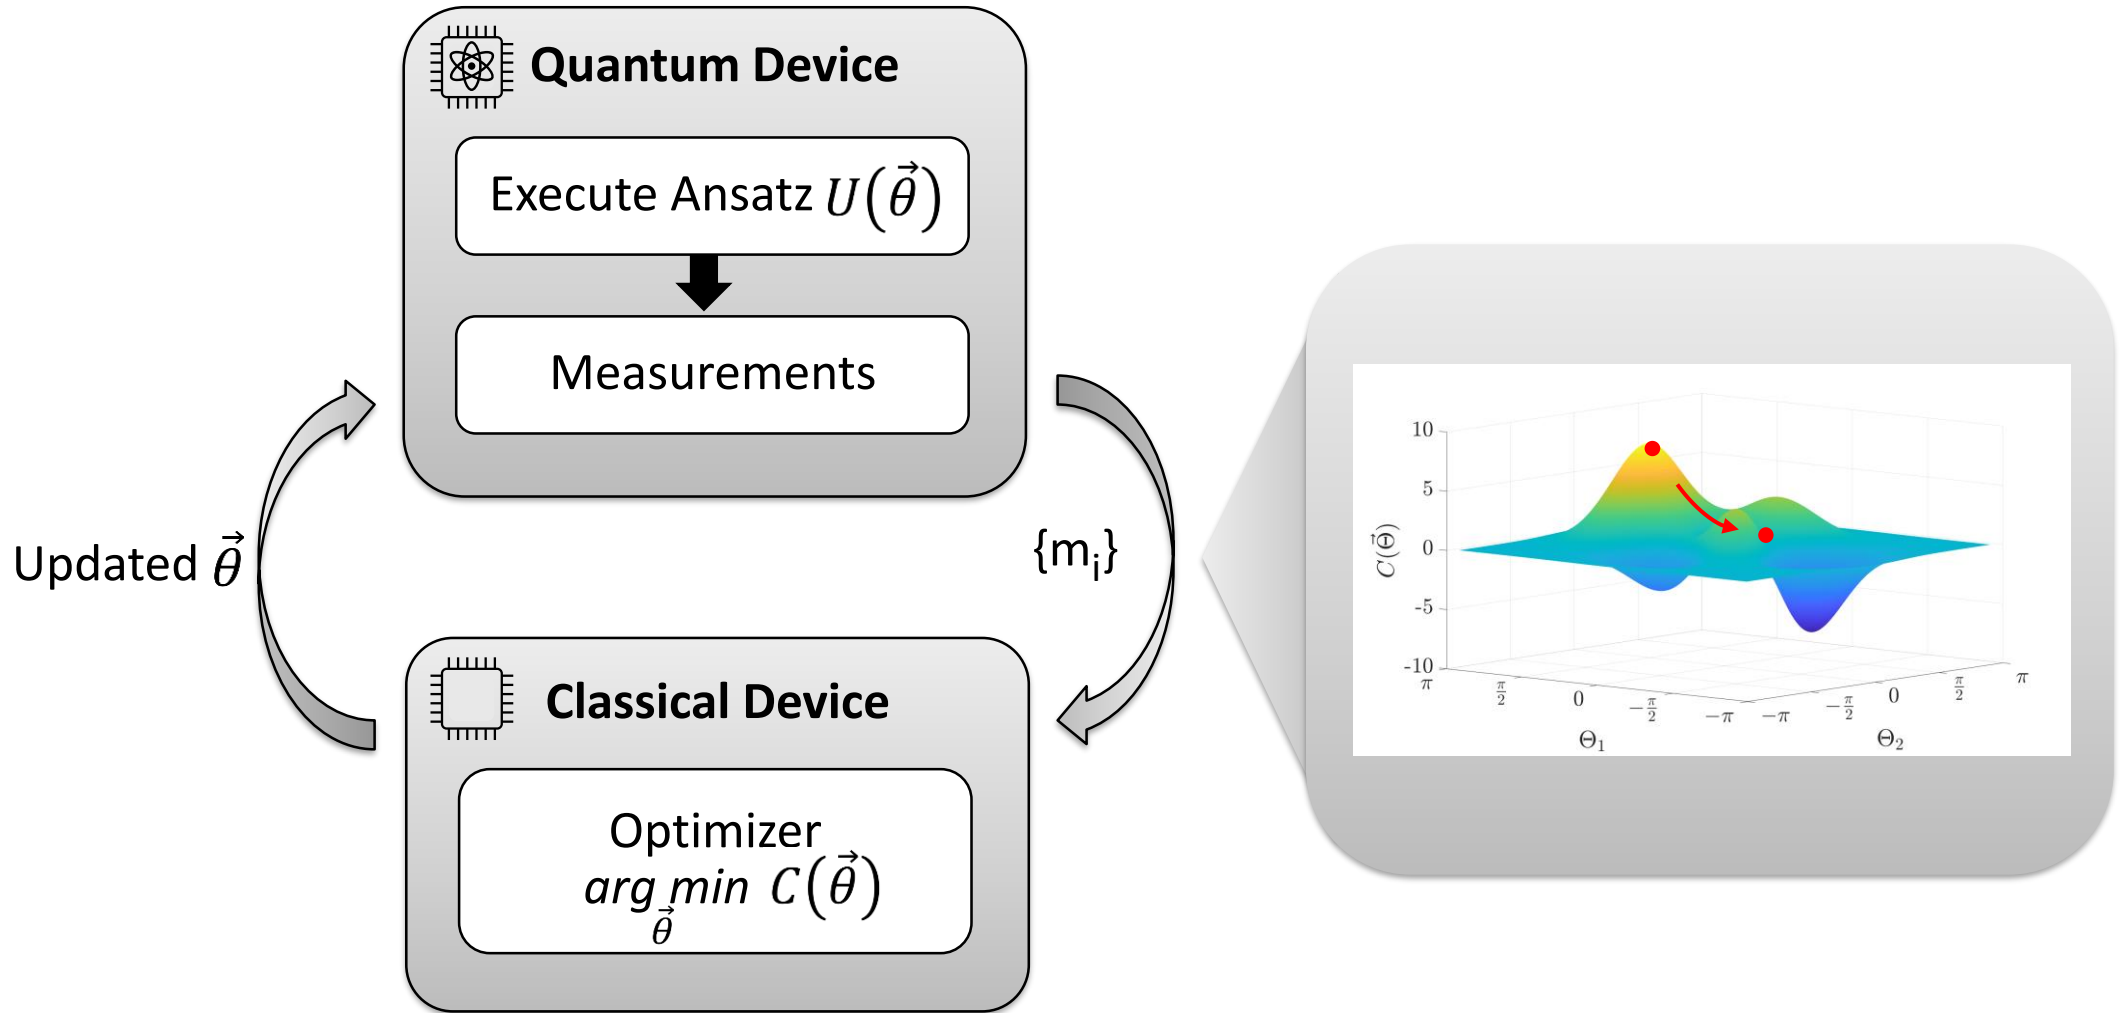 Quantum Device
Execute Ansatz U(θ⃗)
Measurements
Updated θ⃗
{mᵢ}
Classical Device
Optimizer
arg min C(θ⃗)
θ⃗
10
5
0
-5
-10
C(Θ⃗)
π
π/2
0
−π/2
−π
Θ₁
−π
−π/2
0
π/2
π
Θ₂